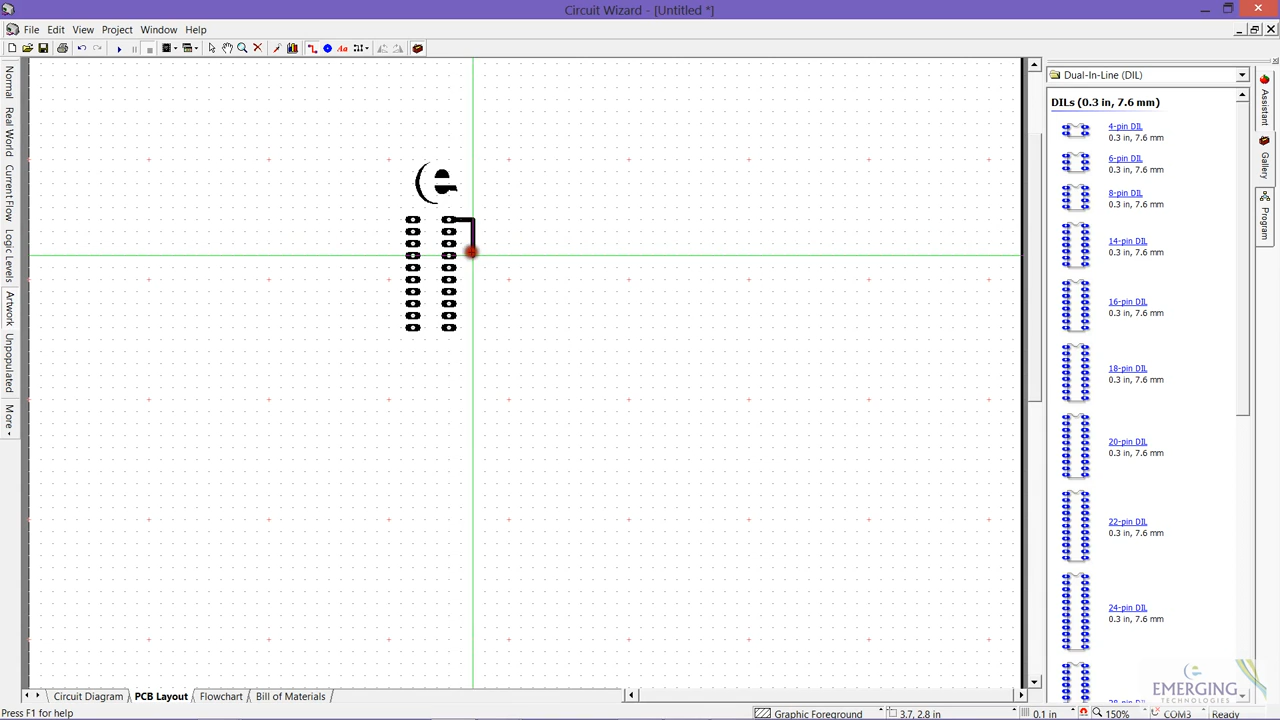 Circuit Wizard - [Untitled *]
File Edit View Project Window Help
Aa
Normal
Real World
Current Flow
Logic Levels
Artwork
Unpopulated
More
e
Dual-In-Line (DIL)
DILs (0.3 in, 7.6 mm)
4-pin DIL
0.3 in, 7.6 mm
6-pin DIL
0.3 in, 7.6 mm
8-pin DIL
0.3 in, 7.6 mm
14-pin DIL
0.3 in, 7.6 mm
16-pin DIL
0.3 in, 7.6 mm
18-pin DIL
0.3 in, 7.6 mm
20-pin DIL
0.3 in, 7.6 mm
22-pin DIL
0.3 in, 7.6 mm
24-pin DIL
0.3 in, 7.6 mm
Assistant
Gallery
Program
e
EMERGING
TECHNOLOGIES
Circuit Diagram PCB Layout Flowchart Bill of Materials
Press F1 for help Graphic Foreground 3.7, 2.8 in 0.1 in 150% COM3 Ready